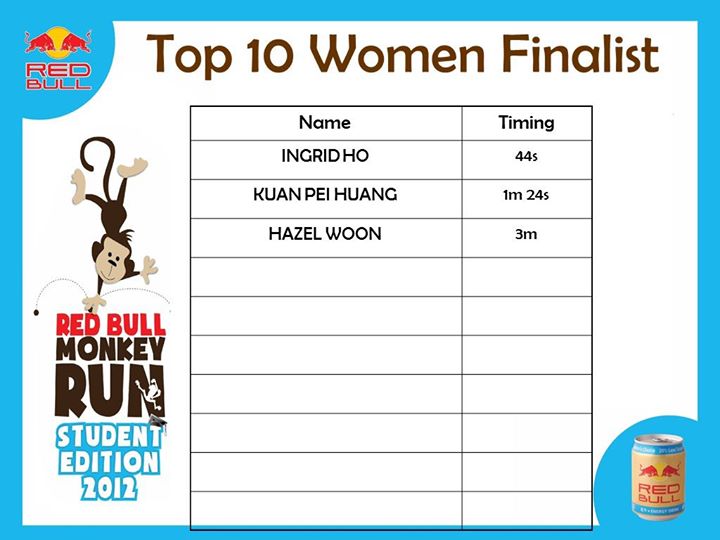 RED
BULL
Top 10 Women Finalist
Name Timing
INGRID HO 44s
KUAN PEI HUANG 1m 24s
HAZEL WOON 3m
RED BULL
MONKEY
RUN
STUDENT
EDITION
2012
RED
BULL